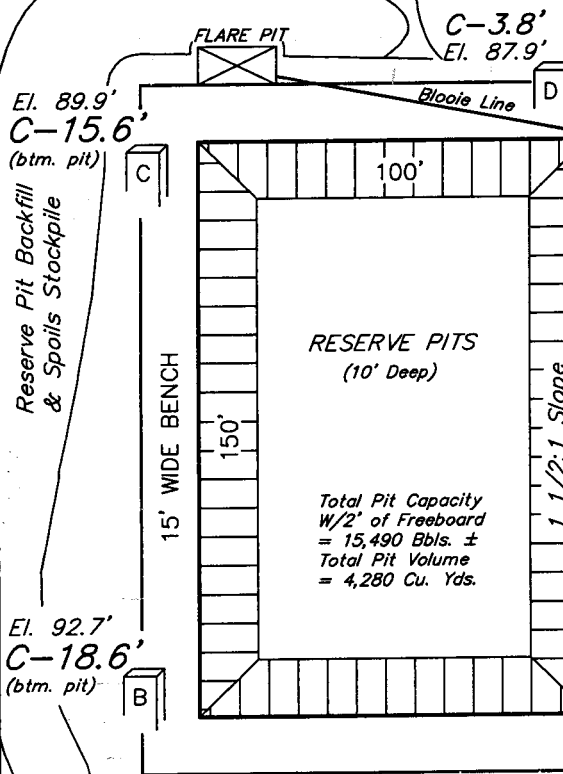 FLARE PIT
C-3.8'
El. 87.9'
D
Blooie Line
El. 89.9'
C-15.6'
(btm. pit)
C
100'
Reserve Pit Backfill
& Spoils Stockpile
RESERVE PITS
(10' Deep)
15' WIDE BENCH
150'
1 1/2:1 Slope
Total Pit Capacity
W/2' of Freeboard
= 15,490 Bbls. ±
Total Pit Volume
= 4,280 Cu. Yds.
El. 92.7'
C-18.6'
(btm. pit)
B